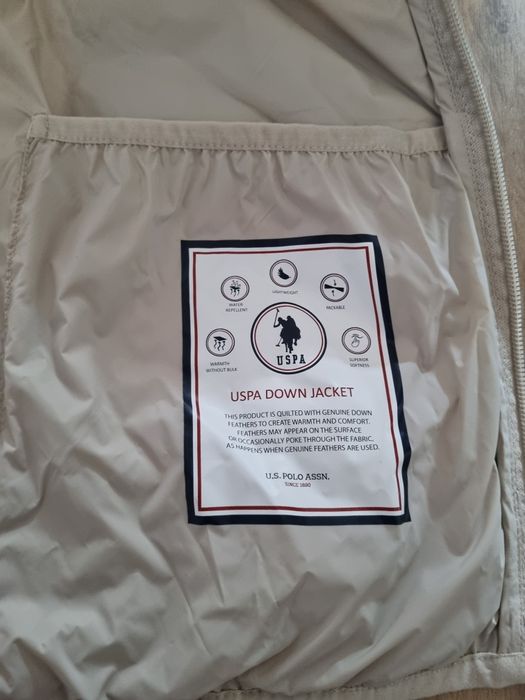 LIGHTWEIGHT
WATER
REPELLENT
PACKABLE
WARMTH
WITHOUT BULK
USPA
SUPERIOR
SOFTNESS
USPA DOWN JACKET
THIS PRODUCT IS QUILTED WITH GENUINE DOWN
FEATHERS TO CREATE WARMTH AND COMFORT.
FEATHERS MAY APPEAR ON THE SURFACE
OR OCCASIONALLY POKE THROUGH THE FABRIC,
AS HAPPENS WHEN GENUINE FEATHERS ARE USED.
U.S. POLO ASSN.
SINCE 1890